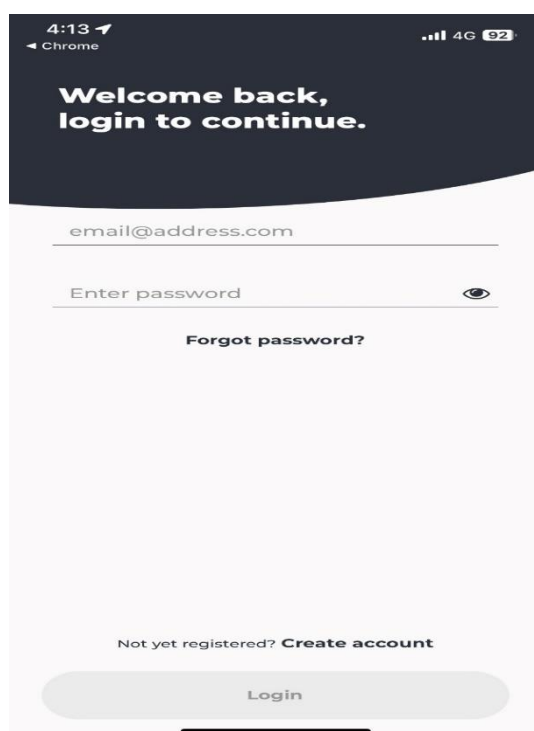 4:13
◄ Chrome
4G 92
Welcome back,
login to continue.
email@address.com
Enter password
Forgot password?
Not yet registered? Create account
Login